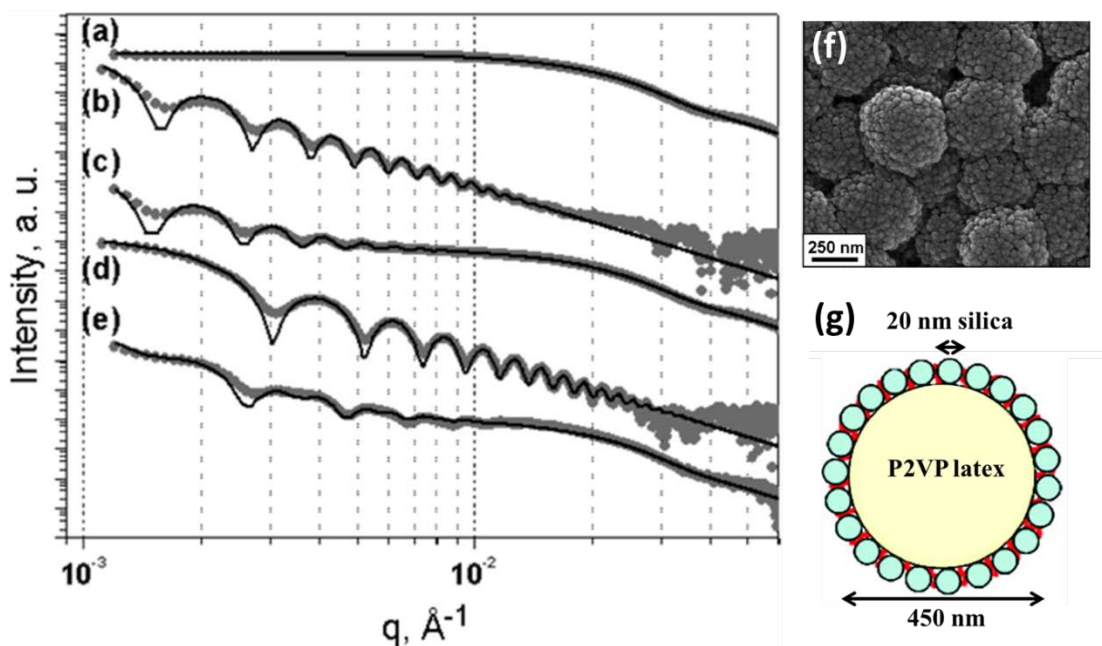 (a)
(b)
(c)
(d)
(e)
Intensity, a. u.
10⁻³
10⁻²
q, Å⁻¹
(f)
250 nm
(g)
20 nm silica
P2VP latex
450 nm